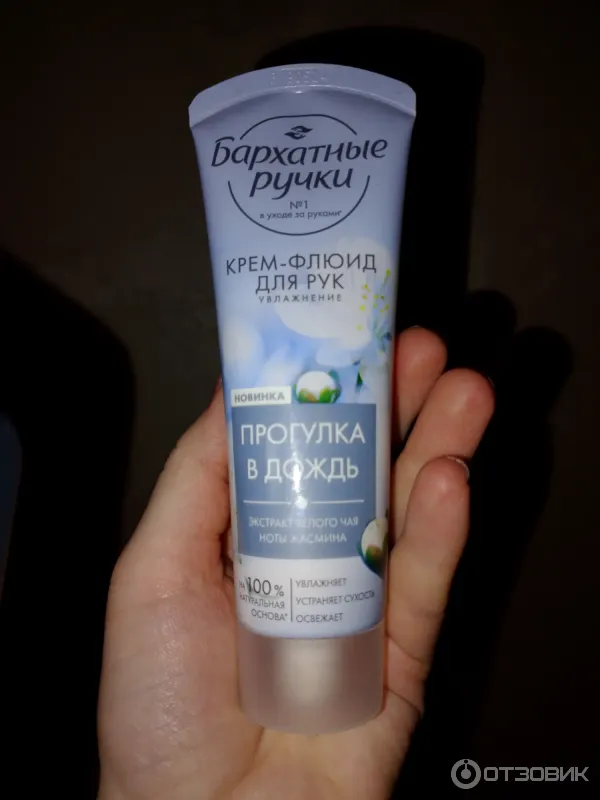 Бархатные
ручки
№1
в уходе за руками
КРЕМ-ФЛЮИД
ДЛЯ РУК
УВЛАЖНЕНИЕ
НОВИНКА
ПРОГУЛКА
В ДОЖДЬ
ЭКСТРАКТ БЕЛОГО ЧАЯ
НОТЫ ЖАСМИНА
НА 100%
НАТУРАЛЬНАЯ
ОСНОВА*
УВЛАЖНЯЕТ
УСТРАНЯЕТ СУХОСТЬ
ОСВЕЖАЕТ
ОТЗОВИК